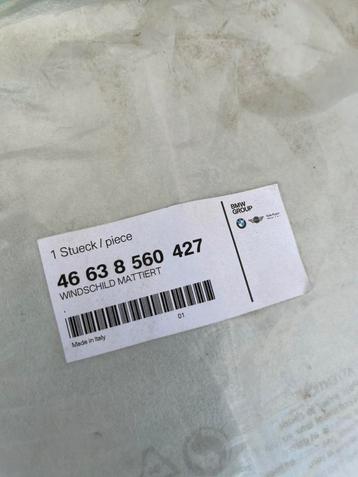 1 Stueck / piece
46 63 8 560 427
WINDSCHILD MATTIERT
01
Made in Italy
BMW
GROUP